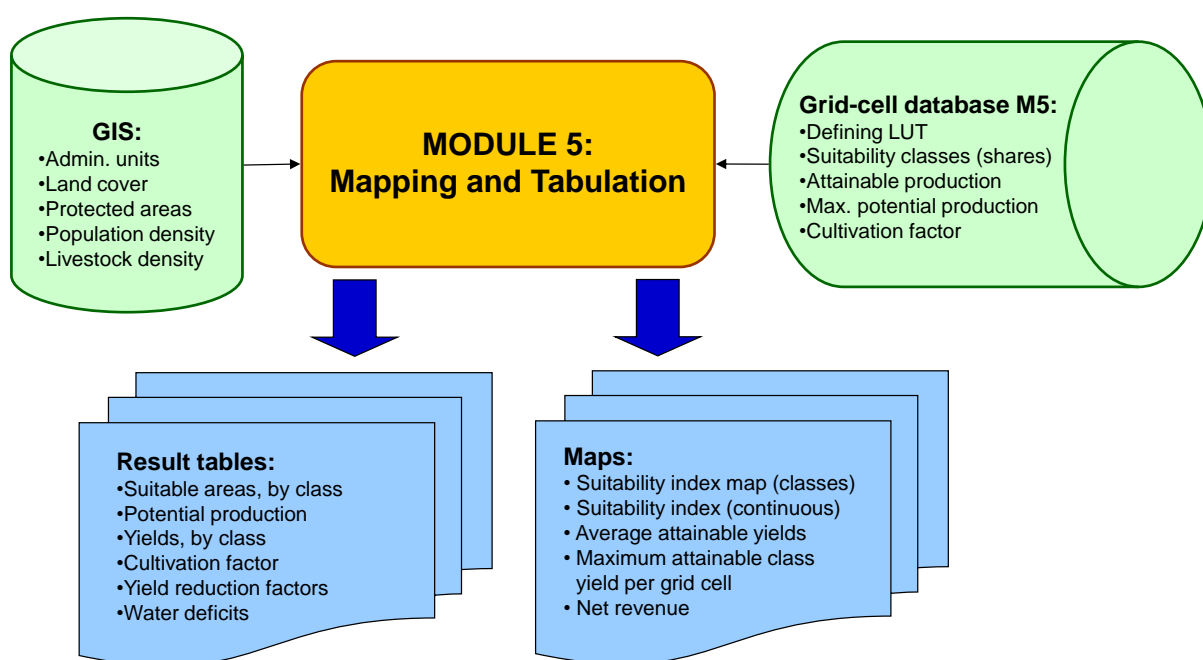 GIS:
•Admin. units
•Land cover
•Protected areas
•Population density
•Livestock density
MODULE 5:
Mapping and Tabulation
Grid-cell database M5:
•Defining LUT
•Suitability classes (shares)
•Attainable production
•Max. potential production
•Cultivation factor
Result tables:
•Suitable areas, by class
•Potential production
•Yields, by class
•Cultivation factor
•Yield reduction factors
•Water deficits
Maps:
• Suitability index map (classes)
• Suitability index (continuous)
• Average attainable yields
• Maximum attainable class
yield per grid cell
• Net revenue